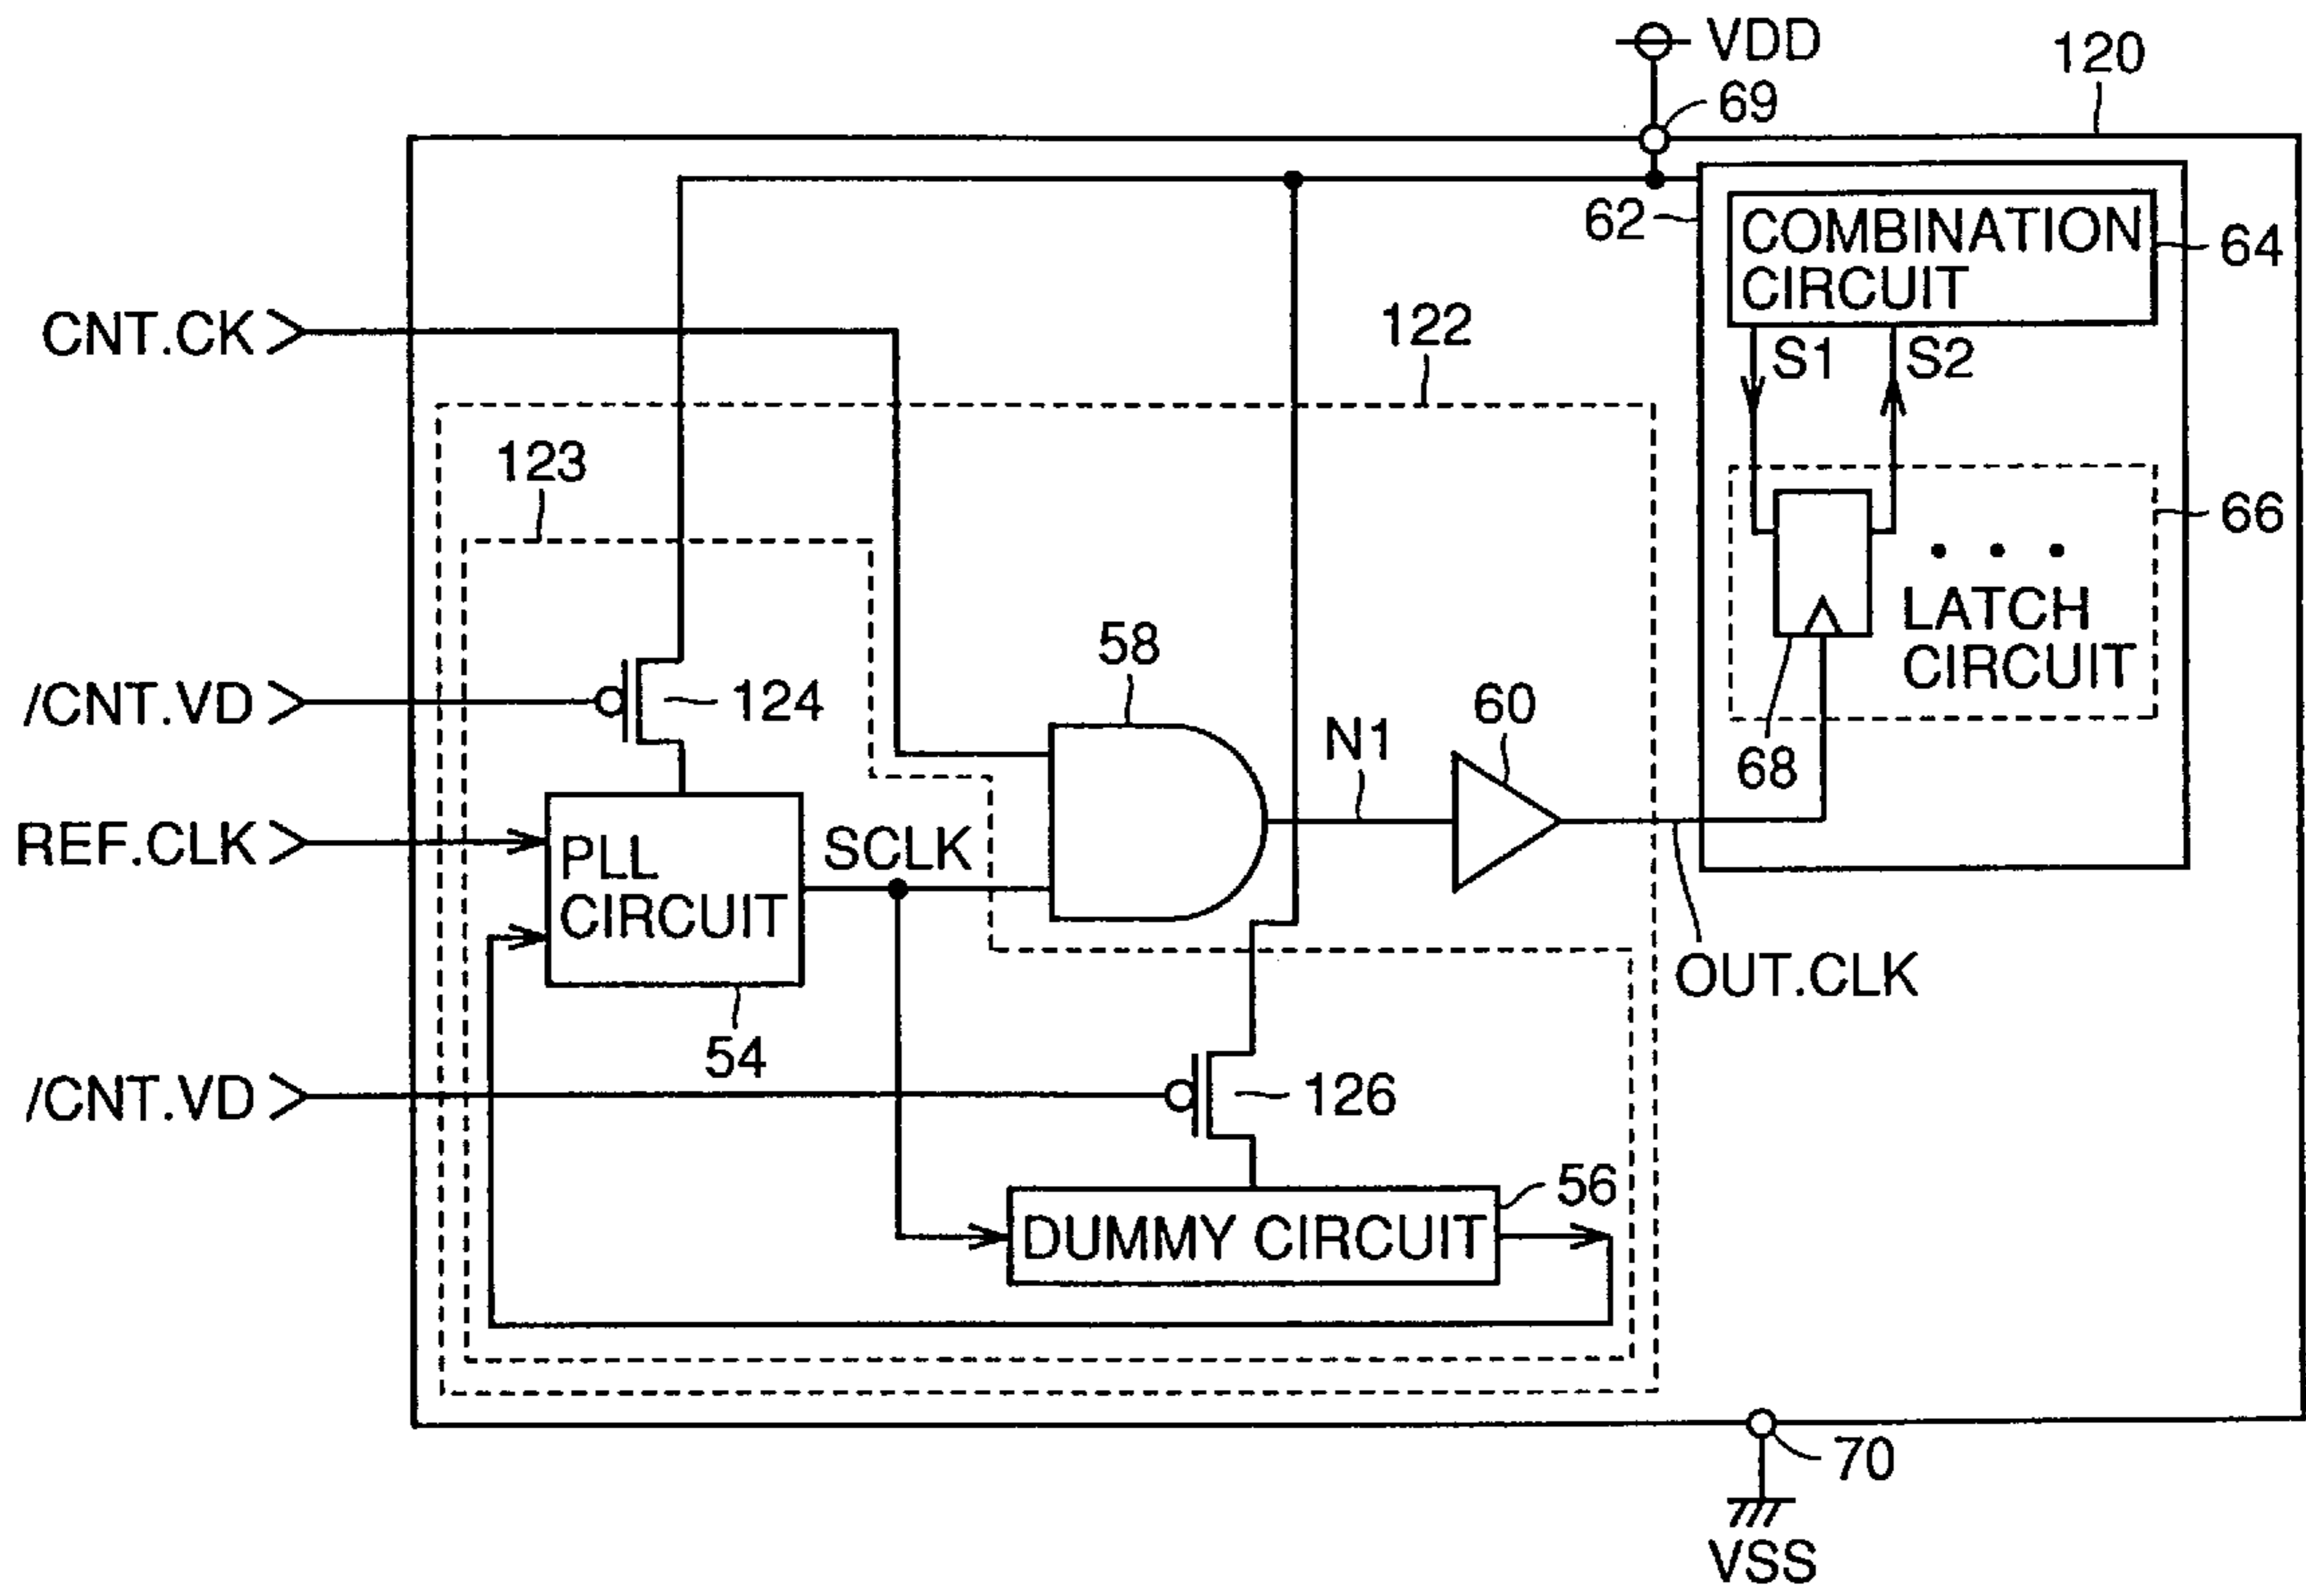 VDD
120
69
62
COMBINATION
CIRCUIT
64
CNT.CK
122
S1
S2
123
66
LATCH
CIRCUIT
58
/CNT.VD
124
60
N1
68
REF.CLK
PLL
CIRCUIT
SCLK
OUT.CLK
54
/CNT.VD
126
56
DUMMY CIRCUIT
70
VSS